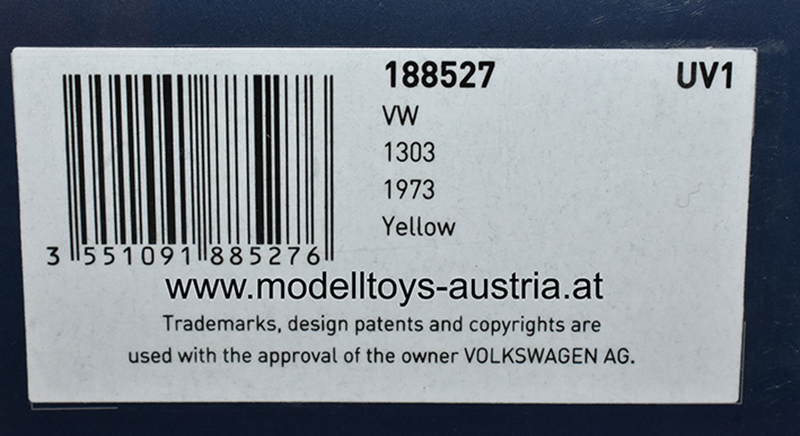 188527 UV1
VW
1303
1973
Yellow
3 551091 885276
www.modelltoys-austria.at
Trademarks, design patents and copyrights are
used with the approval of the owner VOLKSWAGEN AG.